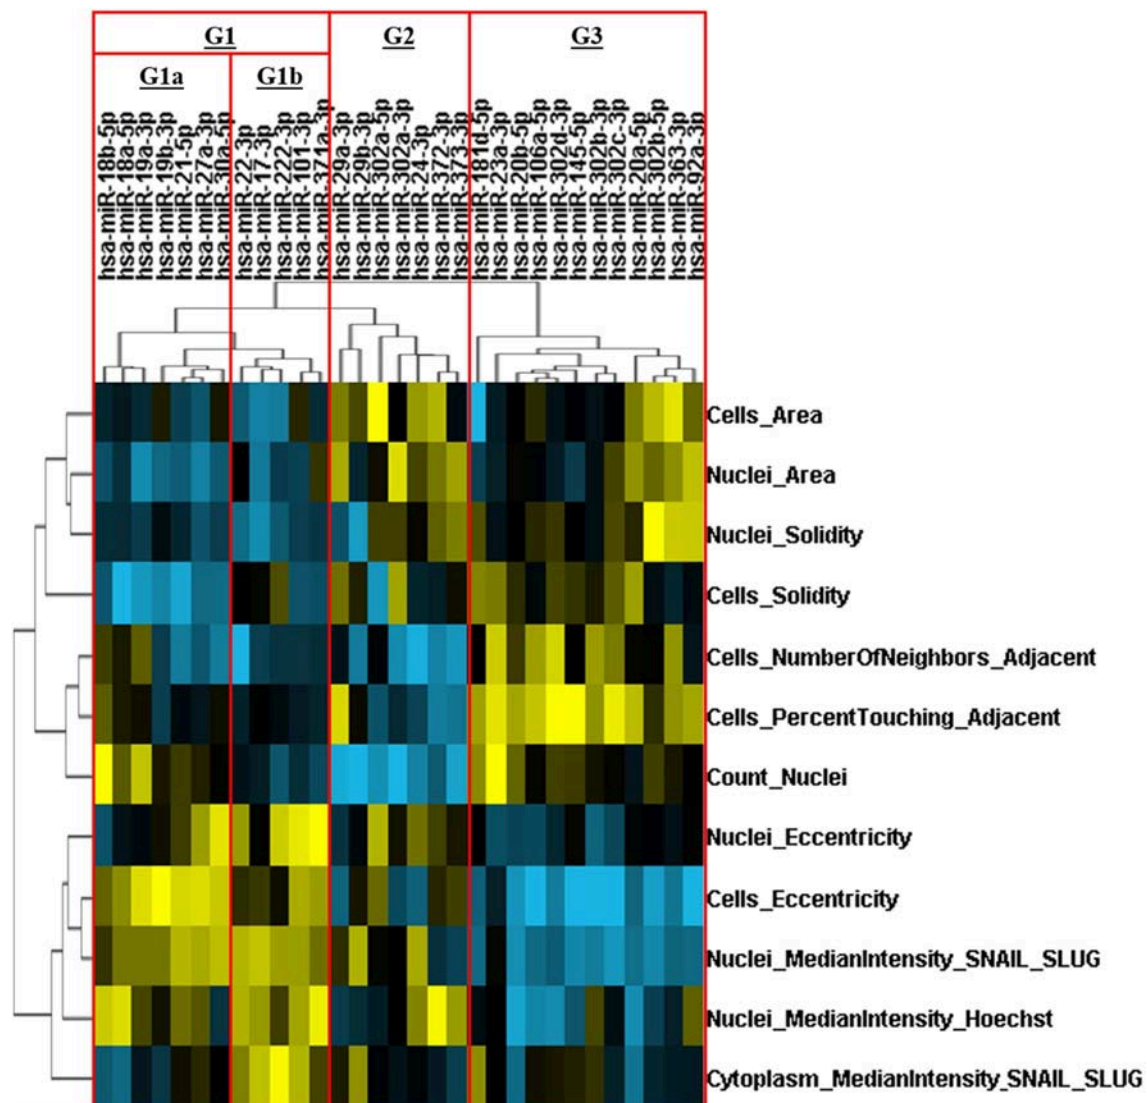 G1
G2
G3
G1a
G1b
hsa-miR-18b-5p
hsa-miR-18a-5p
hsa-miR-19a-3p
hsa-miR-19b-3p
hsa-miR-21-5p
hsa-miR-27a-3p
hsa-miR-30a-5p
hsa-miR-22-3p
hsa-miR-17-3p
hsa-miR-222-3p
hsa-miR-101-3p
hsa-miR-371a-3p
hsa-miR-29a-3p
hsa-miR-29b-3p
hsa-miR-302a-5p
hsa-miR-302a-3p
hsa-miR-24-3p
hsa-miR-372-3p
hsa-miR-373-3p
hsa-miR-181d-5p
hsa-miR-23a-3p
hsa-miR-20b-5p
hsa-miR-106a-5p
hsa-miR-302d-3p
hsa-miR-145-5p
hsa-miR-302b-3p
hsa-miR-302c-3p
hsa-miR-20a-5p
hsa-miR-302b-5p
hsa-miR-363-3p
hsa-miR-92a-3p
Cells_Area
Nuclei_Area
Nuclei_Solidity
Cells_Solidity
Cells_NumberOfNeighbors_Adjacent
Cells_PercentTouching_Adjacent
Count_Nuclei
Nuclei_Eccentricity
Cells_Eccentricity
Nuclei_MedianIntensity_SNAIL_SLUG
Nuclei_MedianIntensity_Hoechst
Cytoplasm_MedianIntensity_SNAIL_SLUG